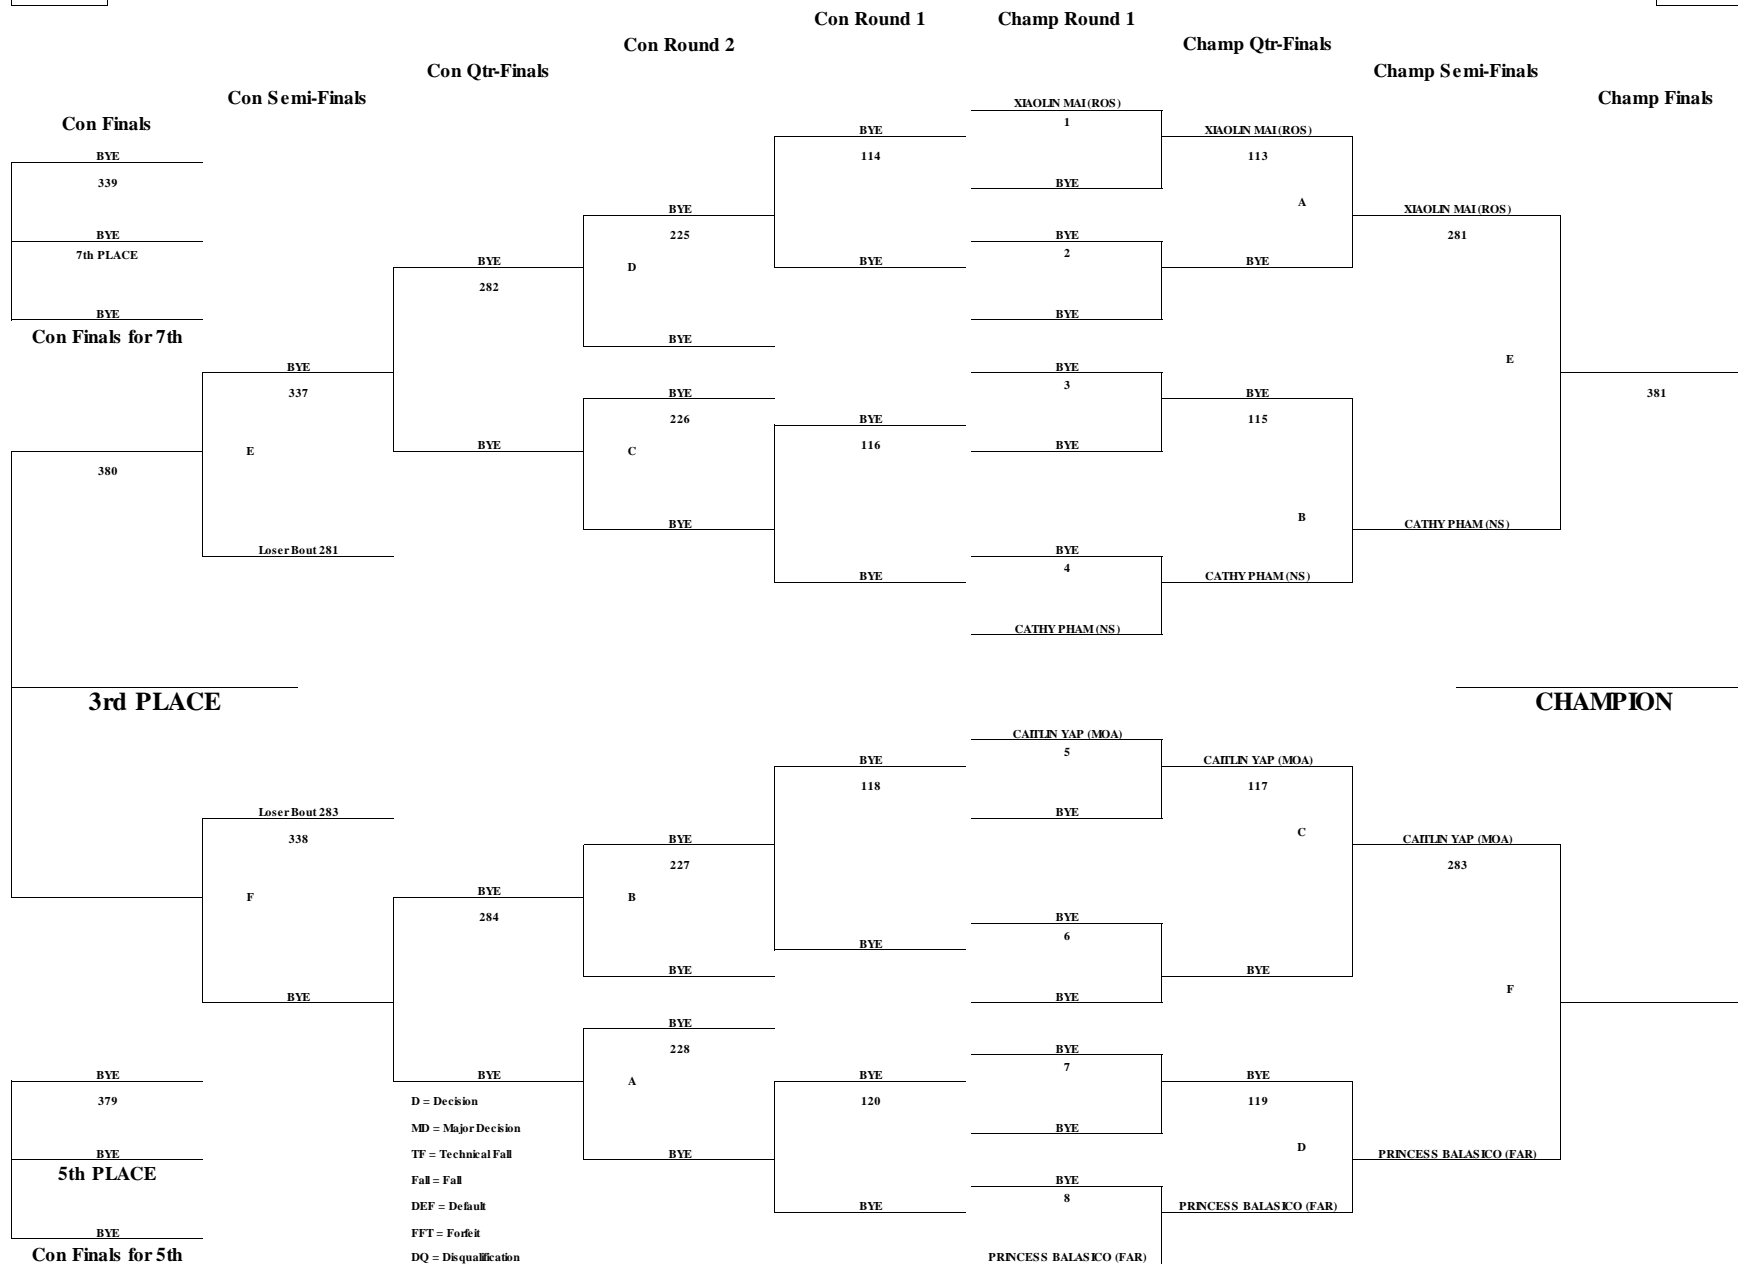 Con Round 1
Champ Round 1
Con Round 2
Champ Qtr-Finals
Con Qtr-Finals
Champ Semi-Finals
Con Semi-Finals
Champ Finals
Con Finals
XIAOLIN MAI (ROS)
1
BYE
XIAOLIN MAI (ROS)
BYE
114
113
339
BYE
A
BYE
XIAOLIN MAI (ROS)
BYE
BYE
225
281
7th PLACE
2
BYE
D
BYE
BYE
282
BYE
BYE
Con Finals for 7th
BYE
E
BYE
BYE
3
337
BYE
BYE
381
226
BYE
115
E
BYE
C
116
BYE
B
380
BYE
CATHY PHAM (NS)
Loser Bout 281
BYE
4
BYE
CATHY PHAM (NS)
CATHY PHAM (NS)
3rd PLACE
CHAMPION
CAITLIN YAP (MOA)
5
BYE
CAITLIN YAP (MOA)
118
117
Loser Bout 283
BYE
338
BYE
C
CAITLIN YAP (MOA)
227
283
F
BYE
B
284
BYE
6
BYE
BYE
BYE
F
BYE
BYE
BYE
228
BYE
7
BYE
BYE
A
BYE
BYE
379
D = Decision
120
119
MD = Major Decision
BYE
BYE
TF = Technical Fall
BYE
D
PRINCESS BALASICO (FAR)
5th PLACE
Fall = Fall
BYE
8
DEF = Default
BYE
PRINCESS BALASICO (FAR)
BYE
FFT = Forfeit
Con Finals for 5th
DQ = Disqualification
PRINCESS BALASICO (FAR)